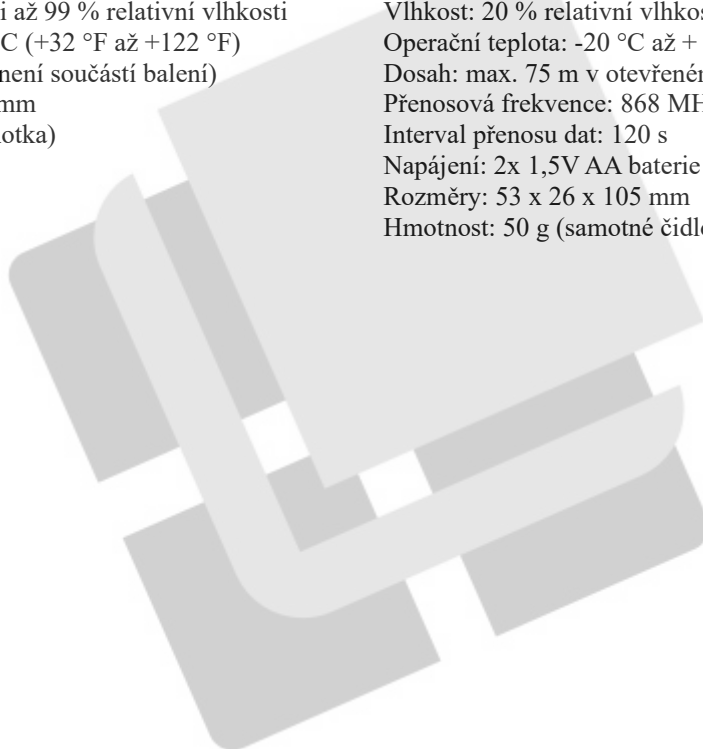 i až 99 % relativní vlhkosti
C (+32 °F až +122 °F)
není součástí balení)
mm
otka)
Vlhkost: 20 % relativní vlhkos
Operační teplota: -20 °C až +
Dosah: max. 75 m v otevřeném
Přenosová frekvence: 868 MH
Interval přenosu dat: 120 s
Napájení: 2x 1,5V AA baterie
Rozměry: 53 x 26 x 105 mm
Hmotnost: 50 g (samotné čidlo